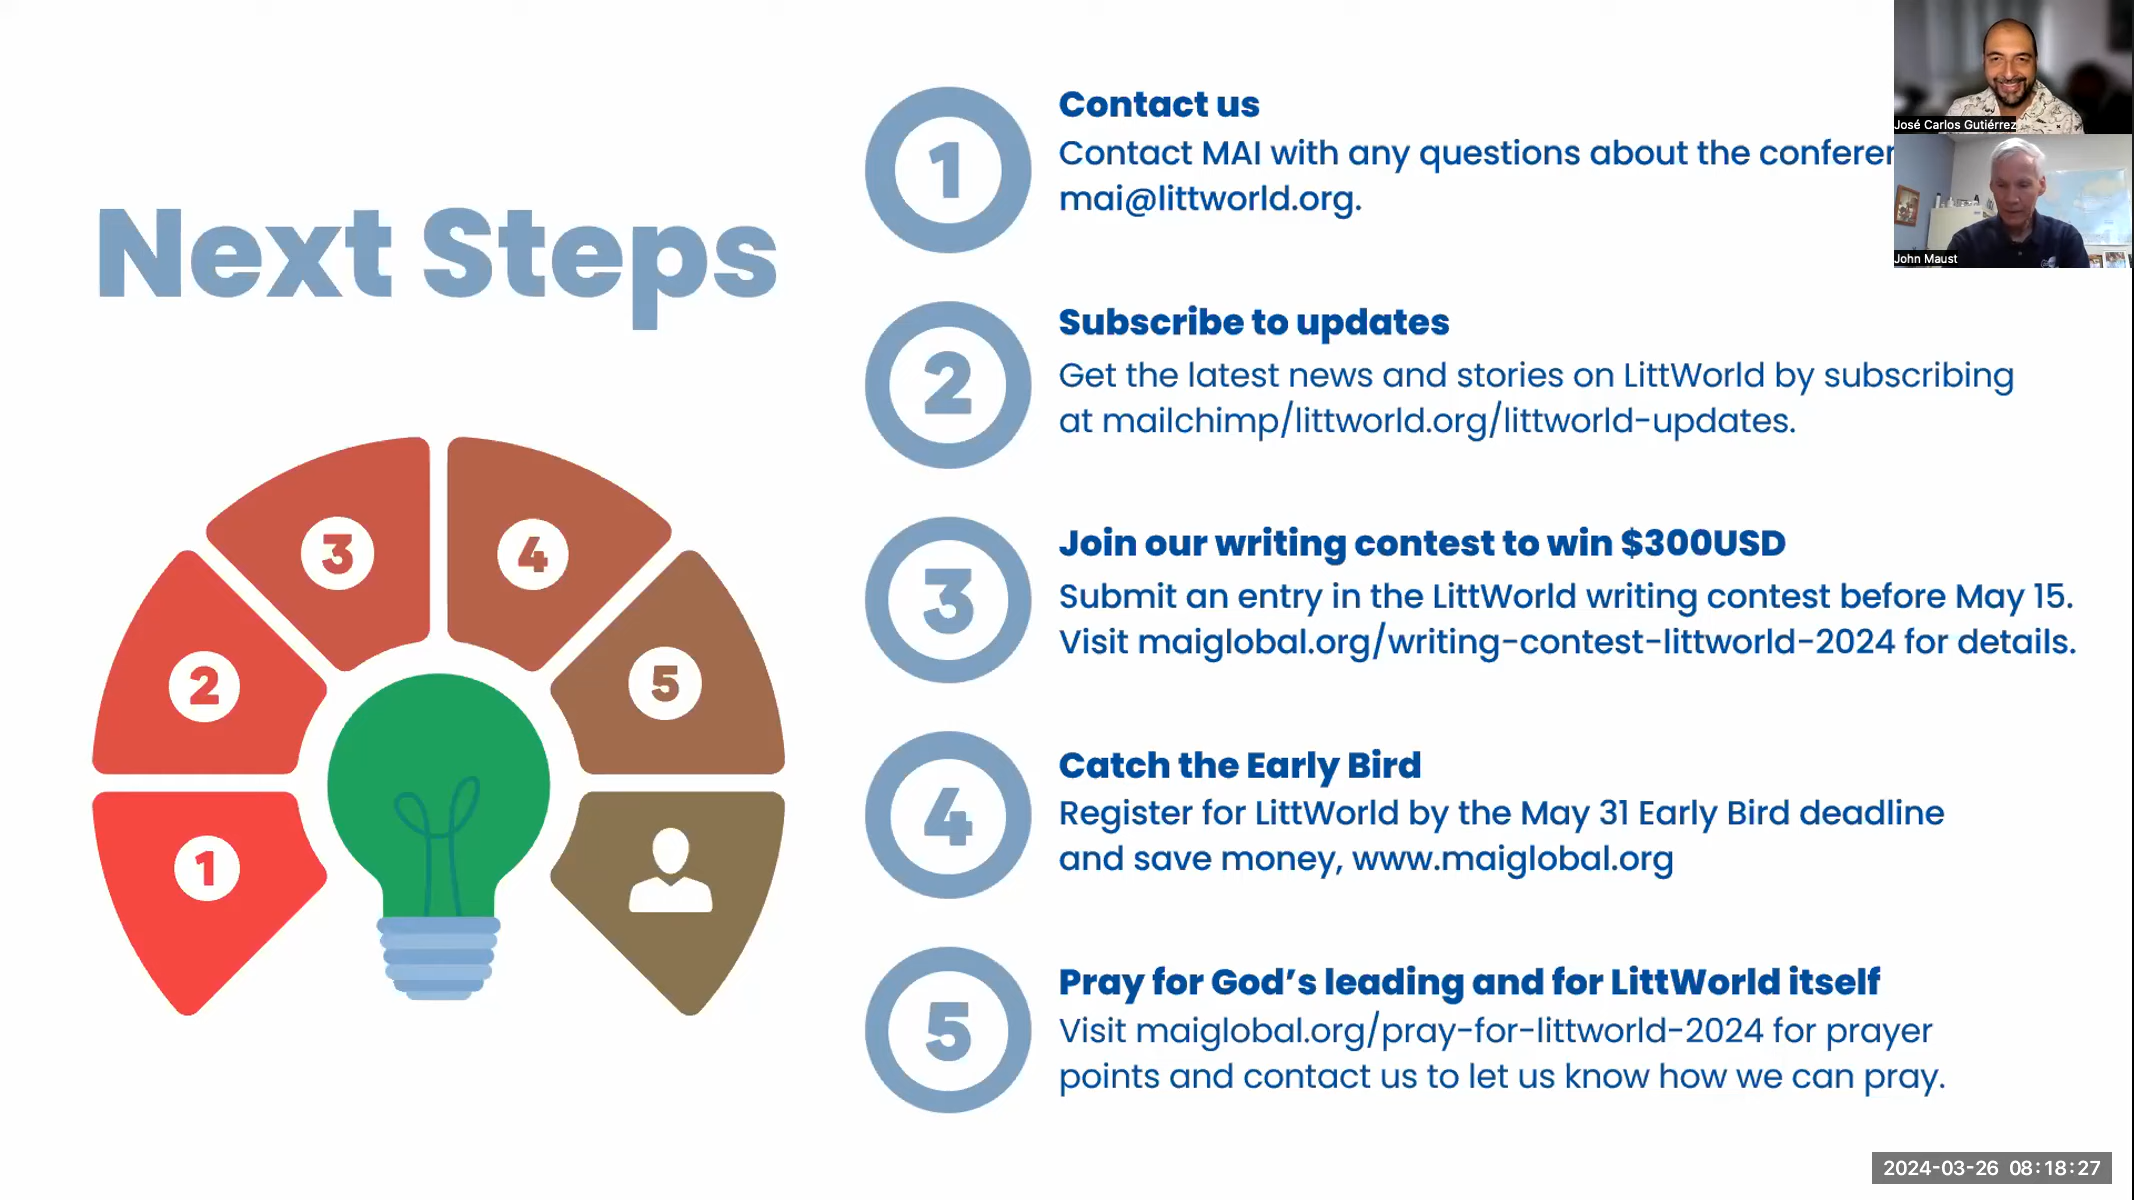 Next Steps
3
4
2
5
1
1
Contact us
Contact MAI with any questions about the
mai@littworld.org.
2
Subscribe to updates
Get the latest news and stories on LittWorld by subscribing
at mailchimp/littworld.org/littworld-updates.
3
Join our writing contest to win $300USD
Submit an entry in the LittWorld writing contest before May 15.
Visit maiglobal.org/writing-contest-littworld-2024 for details.
4
Catch the Early Bird
Register for LittWorld by the May 31 Early Bird deadline
and save money, www.maiglobal.org
5
Pray for God’s leading and for LittWorld itself
Visit maiglobal.org/pray-for-littworld-2024 for prayer
points and contact us to let us know how we can pray.
José Carlos Gutiérrez
John Maust
2024-03-26 08:18:27